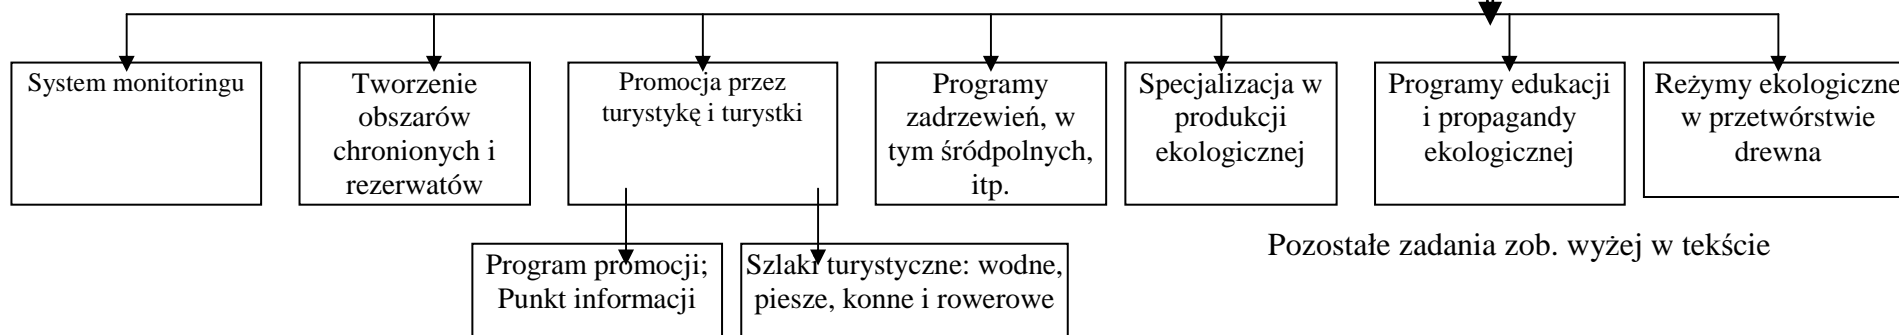 System monitoringu
Tworzenie
obszarów
chronionych i
rezerwatów
Promocja przez
turystykę i turystki
Programy
zadrzewień, w
tym śródpolnych,
itp.
Specjalizacja w
produkcji
ekologicznej
Programy edukacji
i propagandy
ekologicznej
Reżymy ekologiczne
w przetwórstwie
drewna
Program promocji;
Punkt informacji
Szlaki turystyczne: wodne,
piesze, konne i rowerowe
Pozostałe zadania zob. wyżej w tekście